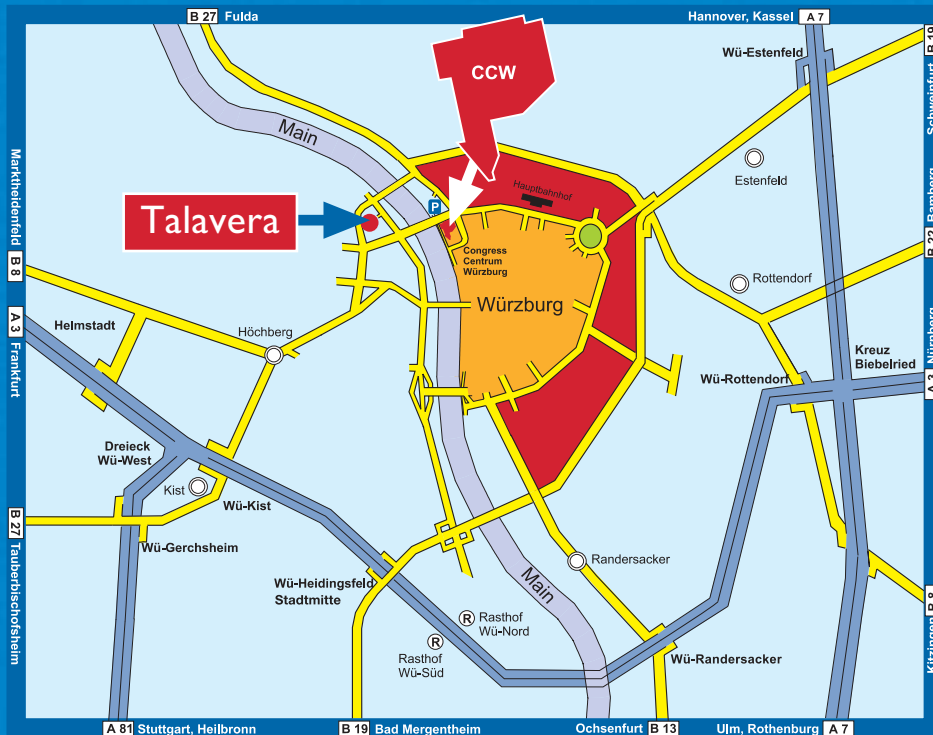 B 27 Fulda
Hannover, Kassel A 7
B 19
Schweinfurt
Wü-Estenfeld
CCW
Main
Estenfeld
Marktheidenfeld
B 8
Hauptbahnhof
P
Talavera
Congress
Centrum
Würzburg
Bamberg
B 22
Rottendorf
Würzburg
A 3
Frankfurt
Helmstadt
Höchberg
Kreuz
Biebelried
Nürnberg
A 3
Wü-Rottendorf
Dreieck
Wü-West
Kist
Wü-Kist
B 27
Tauberbischofsheim
Wü-Gerchsheim
Wü-Heidingsfeld
Stadtmitte
Randersacker
Main
R Rasthof
Wü-Nord
R
Rasthof
Wü-Süd
Wü-Randersacker
B 8
Kitzingen
A 81 Stuttgart, Heilbronn
B 19 Bad Mergentheim
Ochsenfurt B 13
Ulm, Rothenburg A 7